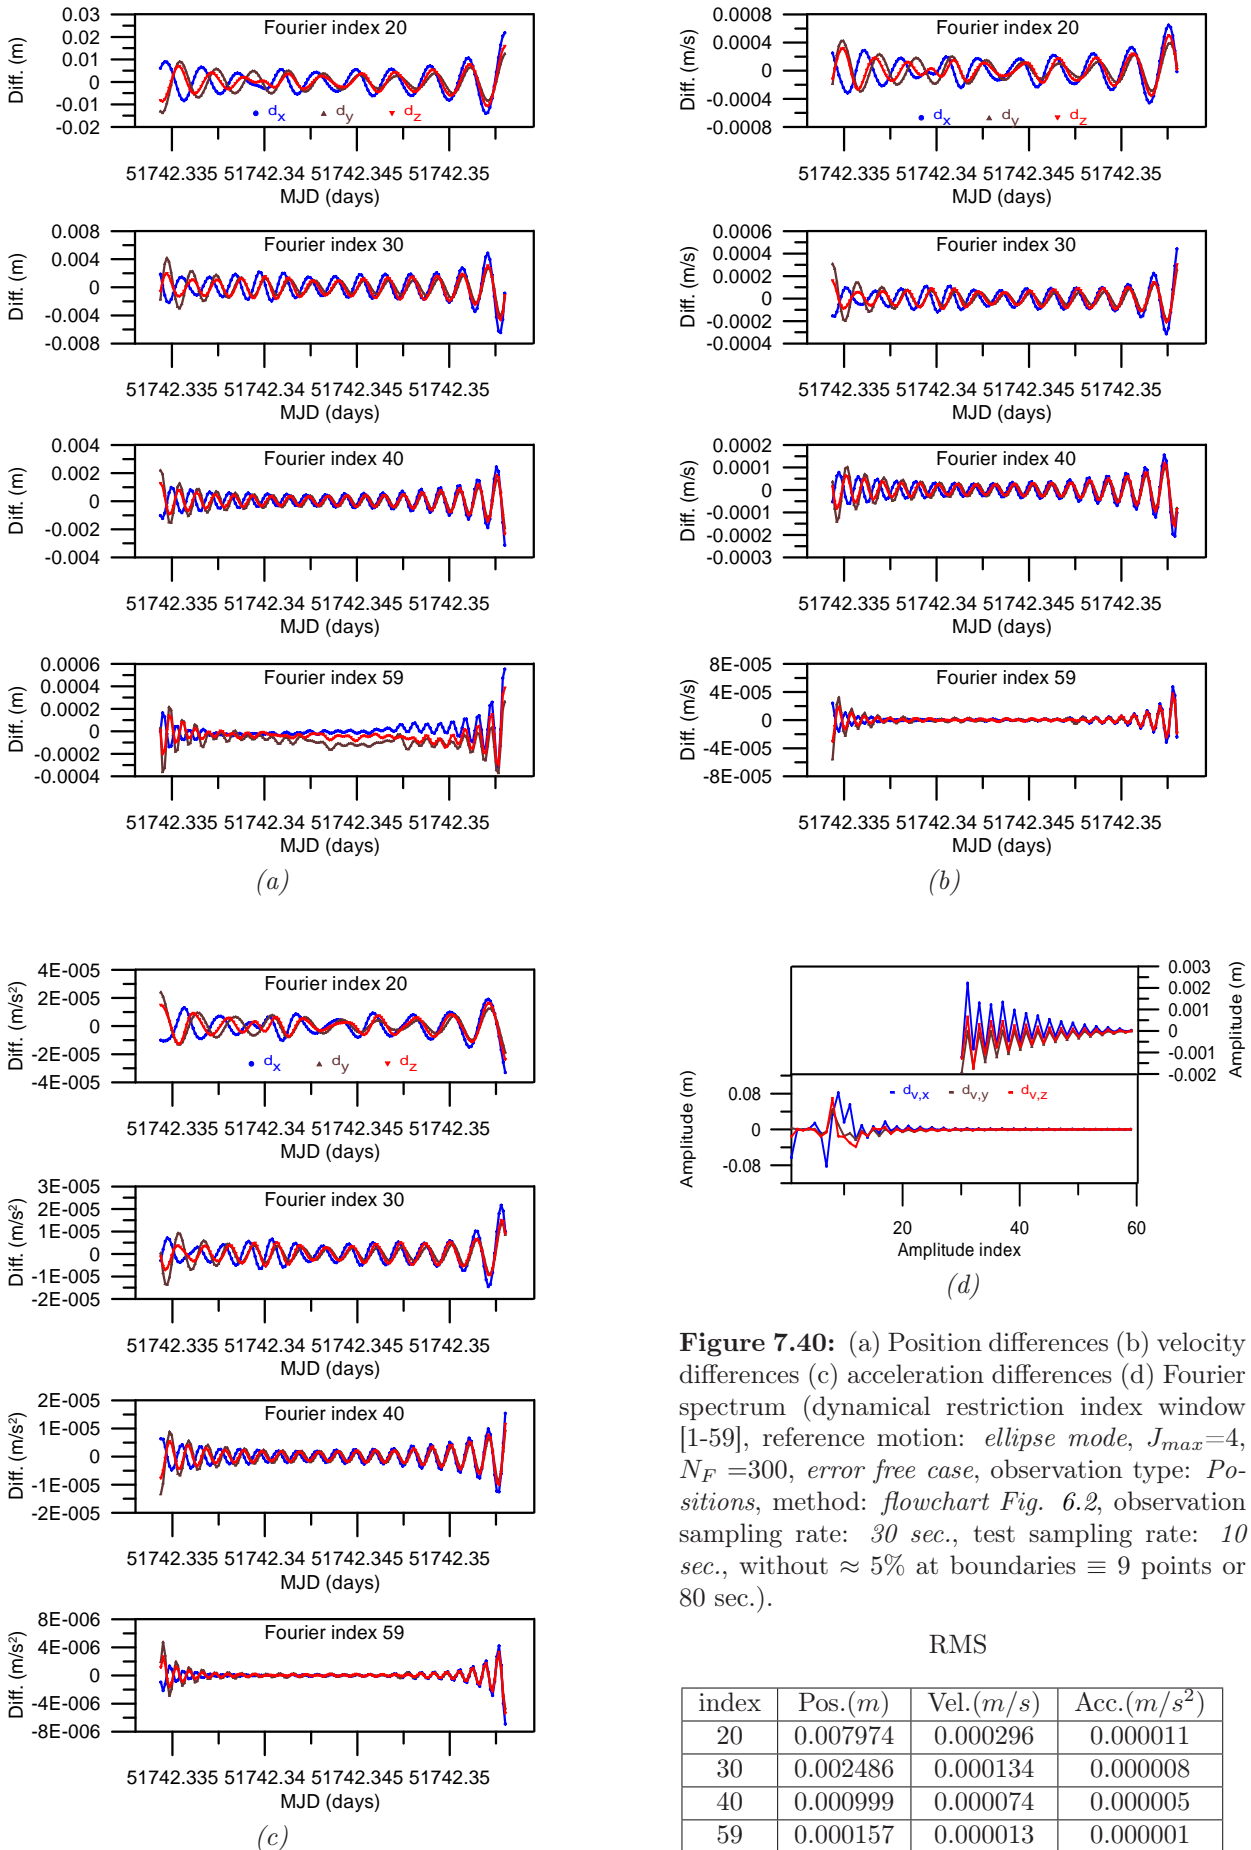 0.03
0.02
0.01
0
-0.01
-0.02
Diff. (m)
Fourier index 20
dx dy dz
51742.335 51742.34 51742.345 51742.35
MJD (days)
0.008
0.004
0
-0.004
-0.008
Diff. (m)
Fourier index 30
51742.335 51742.34 51742.345 51742.35
MJD (days)
0.004
0.002
0
-0.002
-0.004
Diff. (m)
Fourier index 40
51742.335 51742.34 51742.345 51742.35
MJD (days)
0.0006
0.0004
0.0002
0
-0.0002
-0.0004
Diff. (m)
Fourier index 59
51742.335 51742.34 51742.345 51742.35
MJD (days)
(a)
0.0008
0.0004
0
-0.0004
-0.0008
Diff. (m/s)
Fourier index 20
dx dy dz
51742.335 51742.34 51742.345 51742.35
MJD (days)
0.0006
0.0004
0.0002
0
-0.0002
-0.0004
Diff. (m/s)
Fourier index 30
51742.335 51742.34 51742.345 51742.35
MJD (days)
0.0002
0.0001
0
-0.0001
-0.0003
Diff. (m/s)
Fourier index 40
51742.335 51742.34 51742.345 51742.35
MJD (days)
8E-005
4E-005
0
-4E-005
-8E-005
Diff. (m/s)
Fourier index 59
51742.335 51742.34 51742.345 51742.35
MJD (days)
(b)
4E-005
2E-005
0
-2E-005
-4E-005
Diff. (m/s²)
Fourier index 20
dx dy dz
51742.335 51742.34 51742.345 51742.35
MJD (days)
3E-005
2E-005
1E-005
0
-1E-005
-2E-005
Diff. (m/s²)
Fourier index 30
51742.335 51742.34 51742.345 51742.35
MJD (days)
2E-005
1E-005
0
-1E-005
-2E-005
Diff. (m/s²)
Fourier index 40
51742.335 51742.34 51742.345 51742.35
MJD (days)
8E-006
4E-006
0
-4E-006
-8E-006
Diff. (m/s²)
Fourier index 59
51742.335 51742.34 51742.345 51742.35
MJD (days)
(c)
0.003
0.002
0.001
0
-0.001
-0.002
Amplitude (m)
0.08
0
-0.08
Amplitude (m)
dv,x dv,y dv,z
20 40 60
Amplitude index
(d)
Figure 7.40: (a) Position differences (b) velocity
differences (c) acceleration differences (d) Fourier
spectrum (dynamical restriction index window
[1-59], reference motion: ellipse mode, Jmax=4,
NF =300, error free case, observation type: Po-
sitions, method: flowchart Fig. 6.2, observation
sampling rate: 30 sec., test sampling rate: 10
sec., without ≈ 5% at boundaries ≡ 9 points or
80 sec.).
RMS
index Pos.(m) Vel.(m/s) Acc.(m/s²)
20 0.007974 0.000296 0.000011
30 0.002486 0.000134 0.000008
40 0.000999 0.000074 0.000005
59 0.000157 0.000013 0.000001